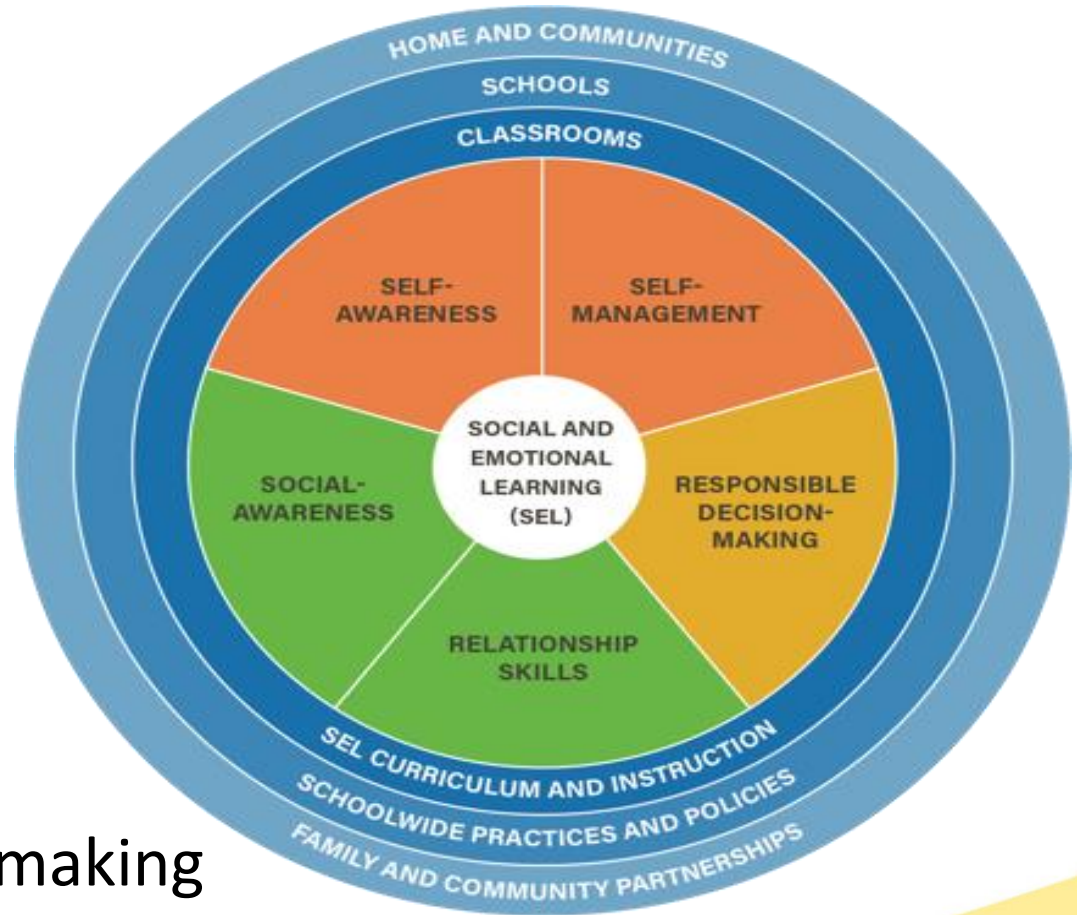 HOME AND COMMUNITIES
SCHOOLS
CLASSROOMS
SELF-
AWARENESS
SELF-
MANAGEMENT
SOCIAL AND
EMOTIONAL
LEARNING
(SEL)
SOCIAL-
AWARENESS
RESPONSIBLE
DECISION-
MAKING
RELATIONSHIP
SKILLS
SEL CURRICULUM AND INSTRUCTION
SCHOOLWIDE PRACTICES AND POLICIES
FAMILY AND COMMUNITY PARTNERSHIPS
making